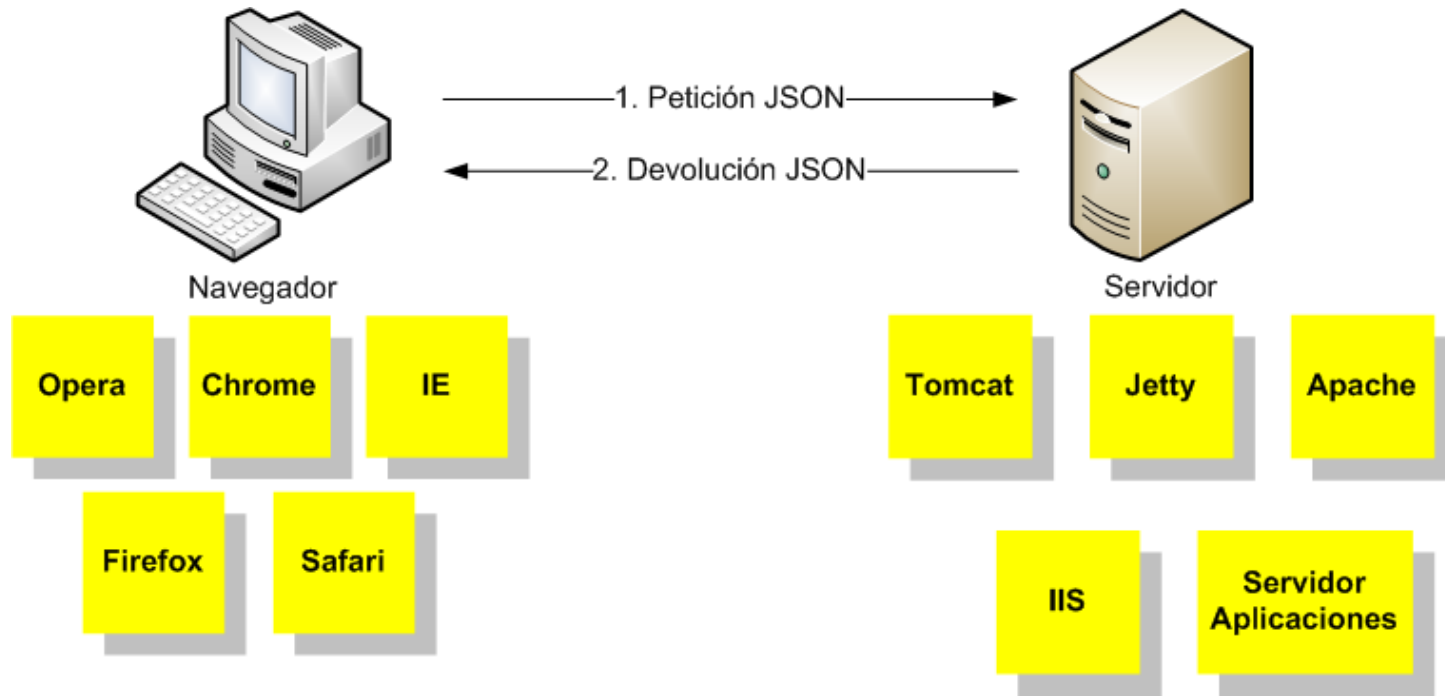 1. Petición JSON
2. Devolución JSON
Navegador
Servidor
Opera
Chrome
IE
Tomcat
Jetty
Apache
Firefox
Safari
IIS
Servidor
Aplicaciones